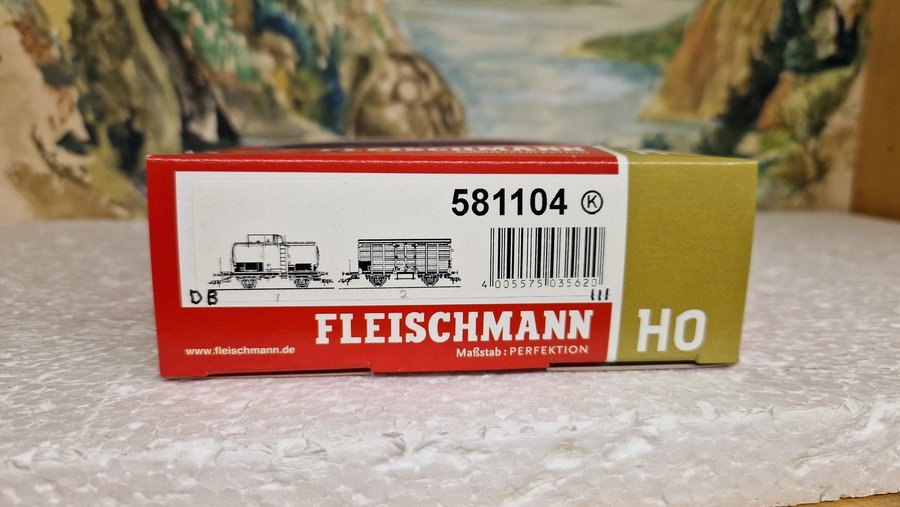 FLEISCHMANN
581104 K
4 005575 035620
DB 1 2 III
FLEISCHMANN HO
www.fleischmann.de Maßstab : PERFEKTION